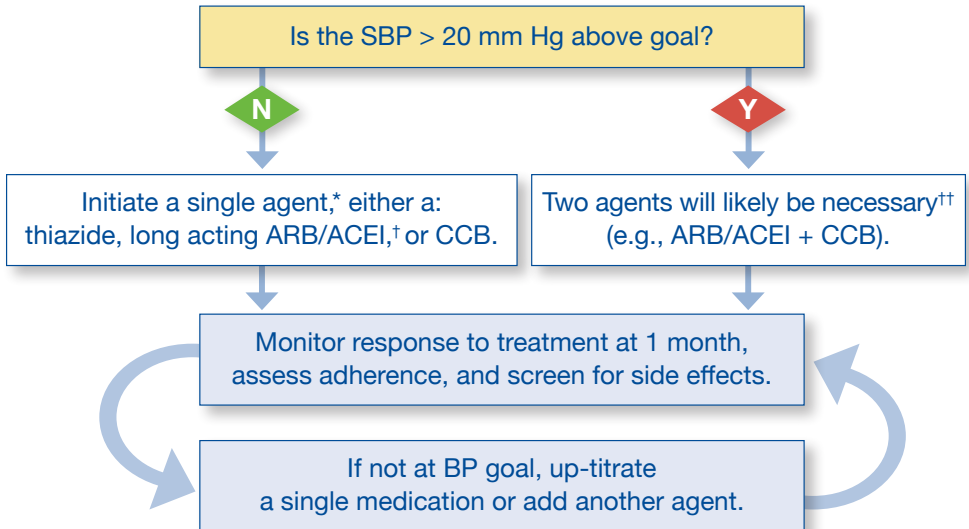 Is the SBP > 20 mm Hg above goal?
N
Y
Initiate a single agent,* either a:
thiazide, long acting ARB/ACEI,† or CCB.
Two agents will likely be necessary††
(e.g., ARB/ACEI + CCB).
Monitor response to treatment at 1 month,
assess adherence, and screen for side effects.
If not at BP goal, up-titrate
a single medication or add another agent.